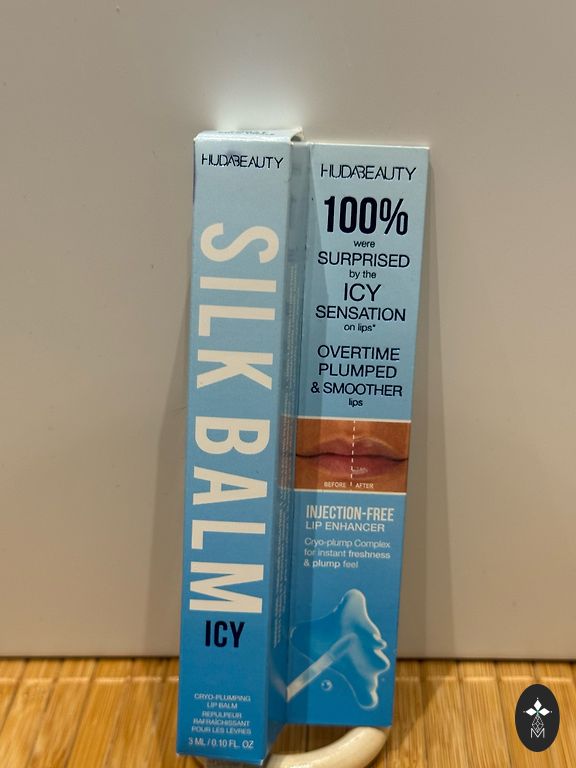 HUDABEAUTY
SILK BALM
ICY
CRYO-PLUMPING
LIP BALM
REPULPEUR
RAFRAÎCHISSANT
POUR LES LÈVRES
3 ML / 0.10 FL. OZ
HUDABEAUTY
100%
were
SURPRISED
by the
ICY
SENSATION
on lips*
OVERTIME
PLUMPED
& SMOOTHER
lips
BEFORE AFTER
INJECTION-FREE
LIP ENHANCER
Cryo-plump Complex
for instant freshness
& plump feel
M